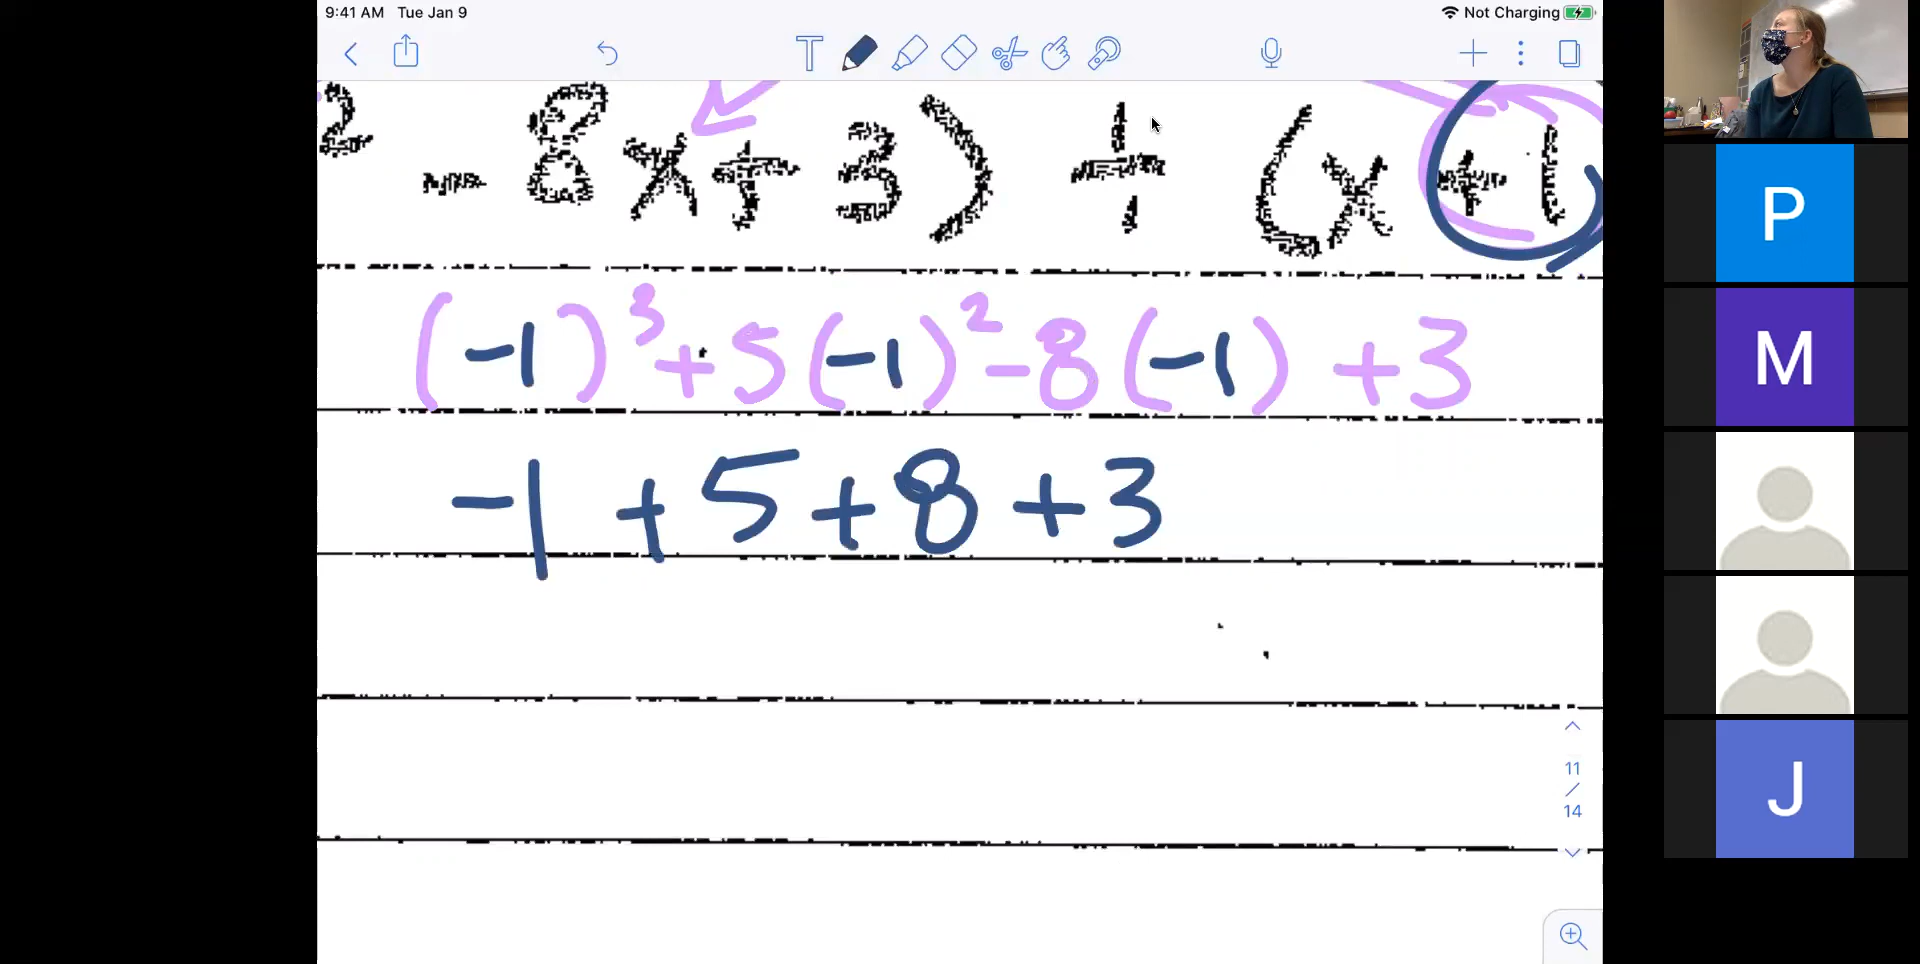 9:41 AM Tue Jan 9
Not Charging
T
² - 8x + 3) ÷ (x + 1)
(-1)³ + 5(-1)² - 8(-1) + 3
-1 + 5 + 8 + 3
11
/
14
P
M
J